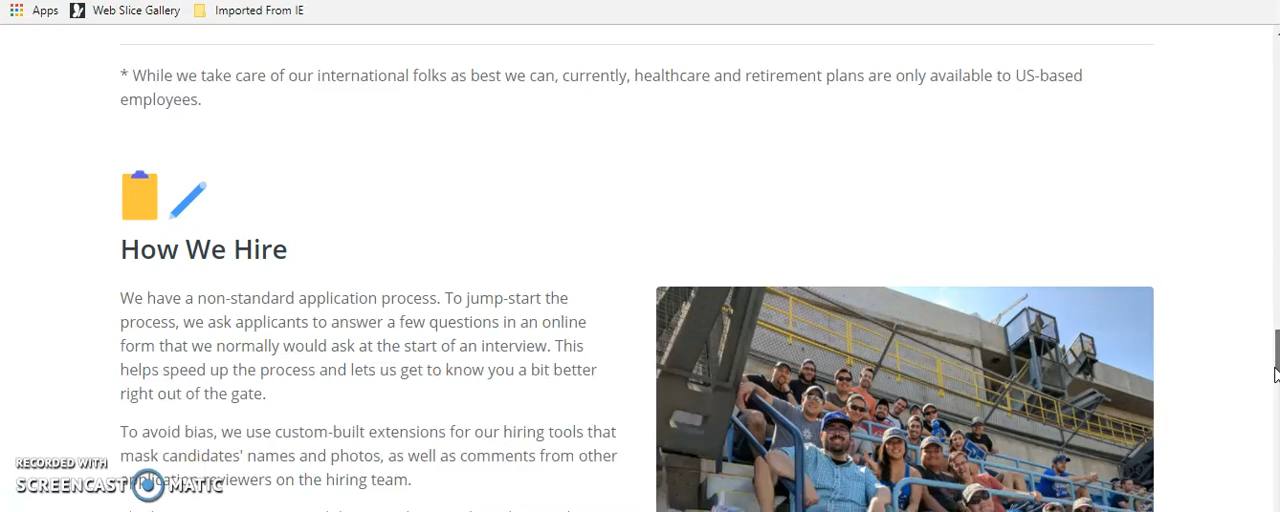 Apps Web Slice Gallery Imported From IE
* While we take care of our international folks as best we can, currently, healthcare and retirement plans are only available to US-based
employees.
How We Hire
We have a non-standard application process. To jump-start the
process, we ask applicants to answer a few questions in an online
form that we normally would ask at the start of an interview. This
helps speed up the process and lets us get to know you a bit better
right out of the gate.
To avoid bias, we use custom-built extensions for our hiring tools that
mask candidates' names and photos, as well as comments from other
application reviewers on the hiring team.
RECORDED WITH
SCREENCAST MATIC